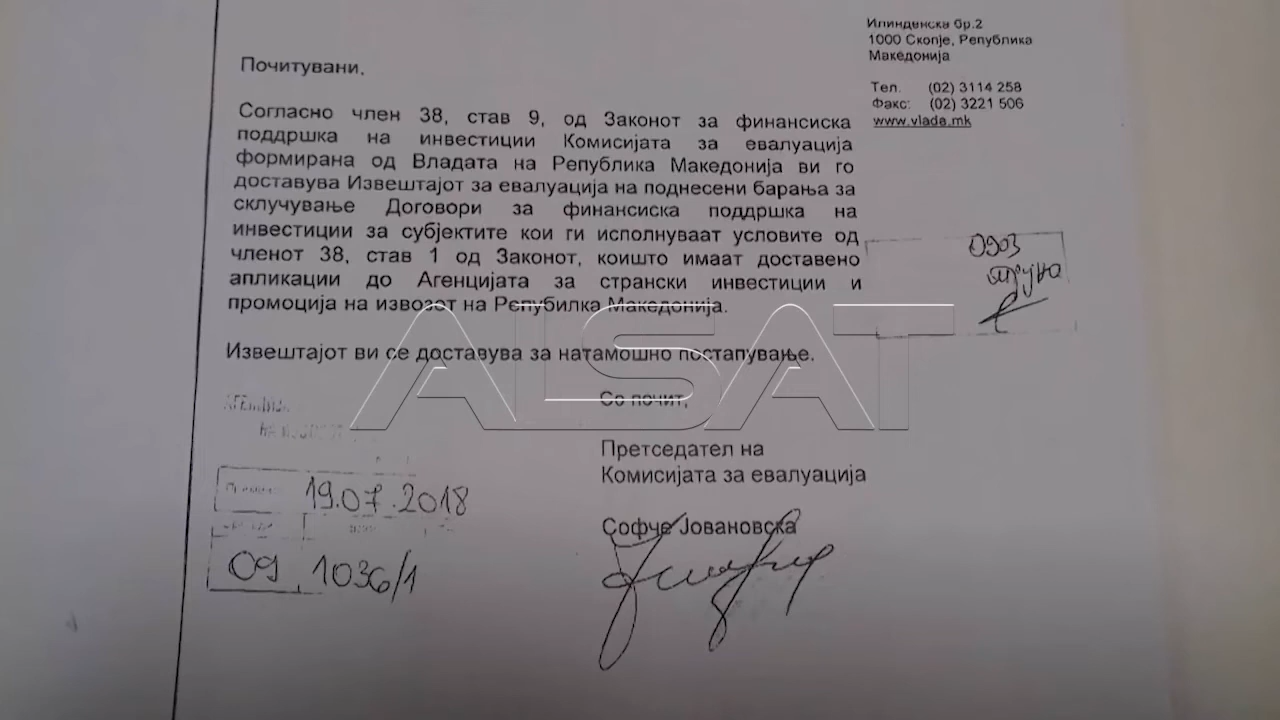 Илинденска бр.2
1000 Скопје, Република
Македонија
Тел. (02) 3114 258
Факс: (02) 3221 506
www.vlada.mk
Почитувани,
Согласно член 38, став 9, од Законот за финансиска
поддршка на инвестиции Комисијата за евалуација
формирана од Владата на Република Македонија ви го
доставува Извештајот за евалуација на поднесени барања за
склучување Договори за финансиска поддршка на
инвестиции за субјектите кои ги исполнуваат условите од
членот 38, став 1 од Законот, коишто имаат доставено
апликации до Агенцијата за странски инвестиции и
промоција на извозот на Репубилка Македонија.
0903
Извештајот ви се доставува за натамошно постапување.
ALSAT
Со почит,
Претседател на
Комисијата за евалуација
Софче Јовановска
19.07.2018
09 1036/1